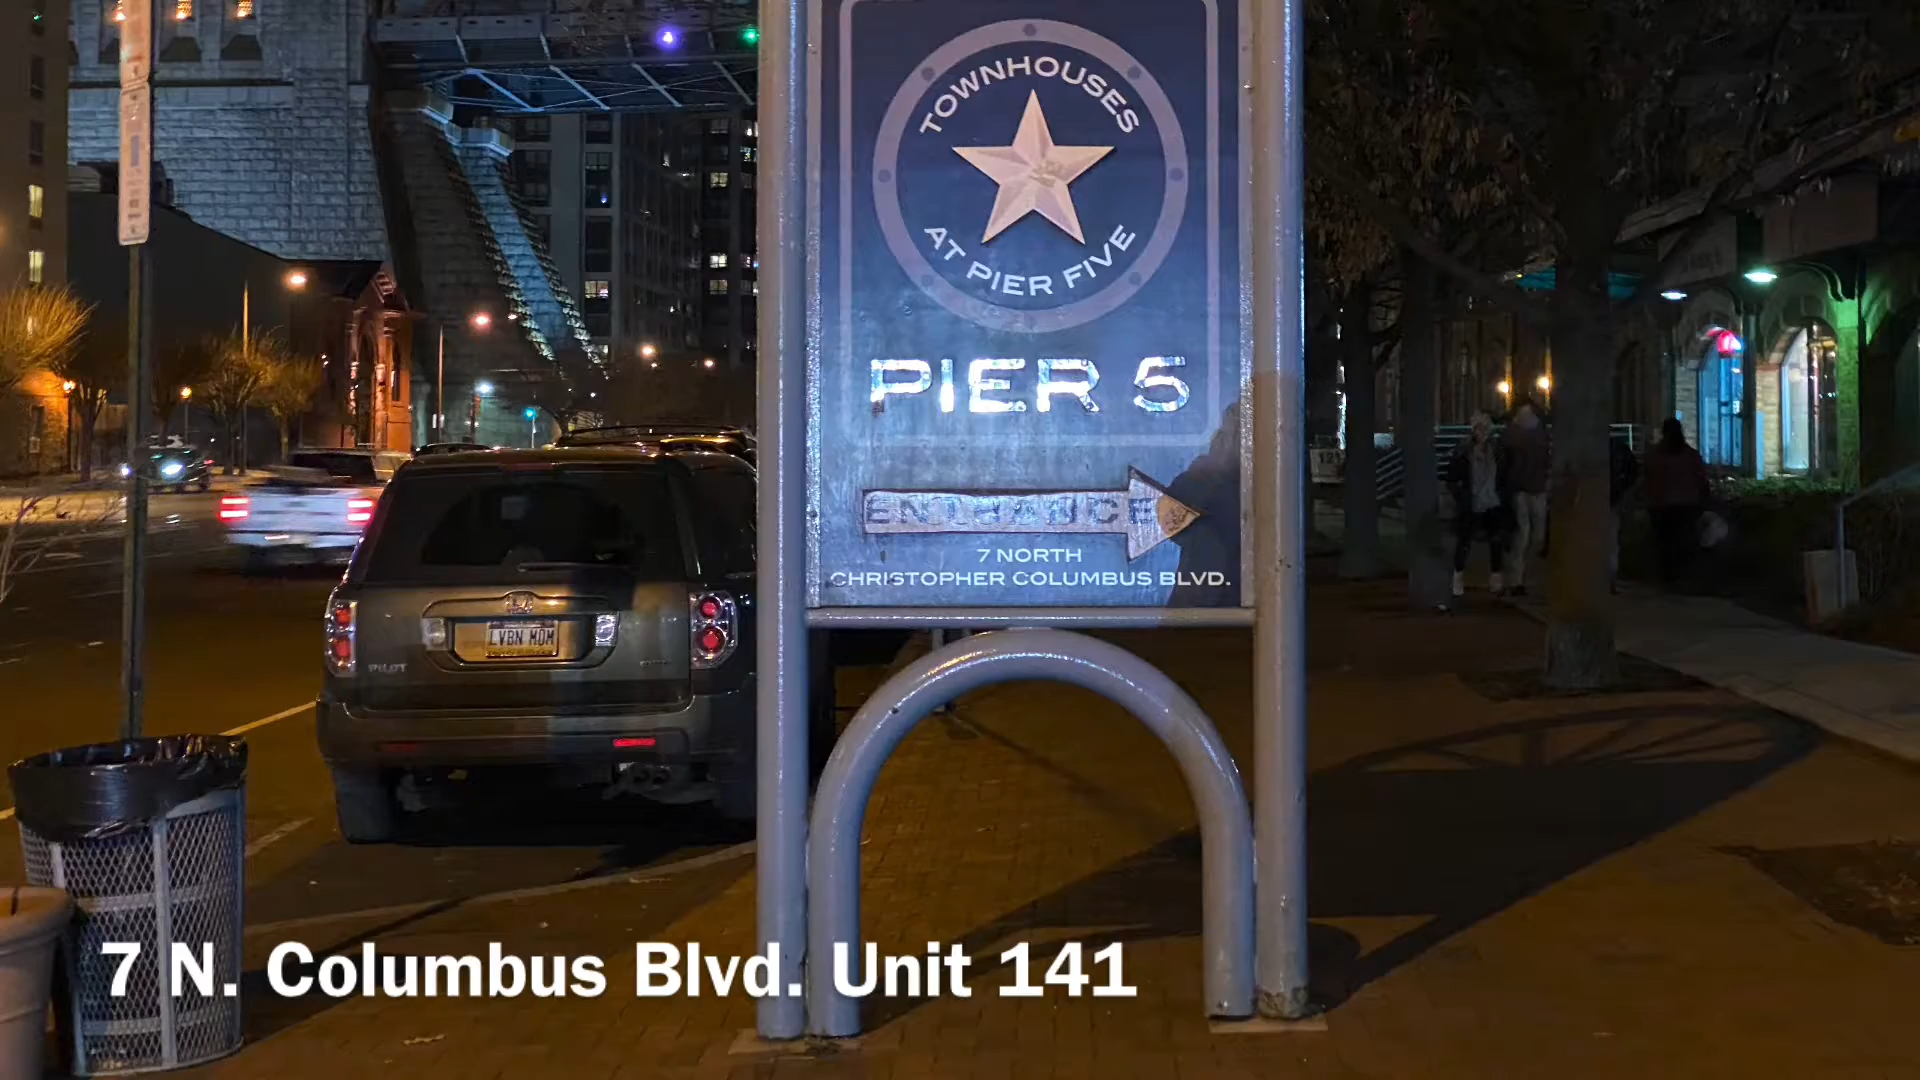 TOWNHOUSES
AT PIER FIVE
PIER 5
ENTRANCE
7 NORTH
CHRISTOPHER COLUMBUS BLVD.
LVBN MOM
PILOT
7 N. Columbus Blvd. Unit 141